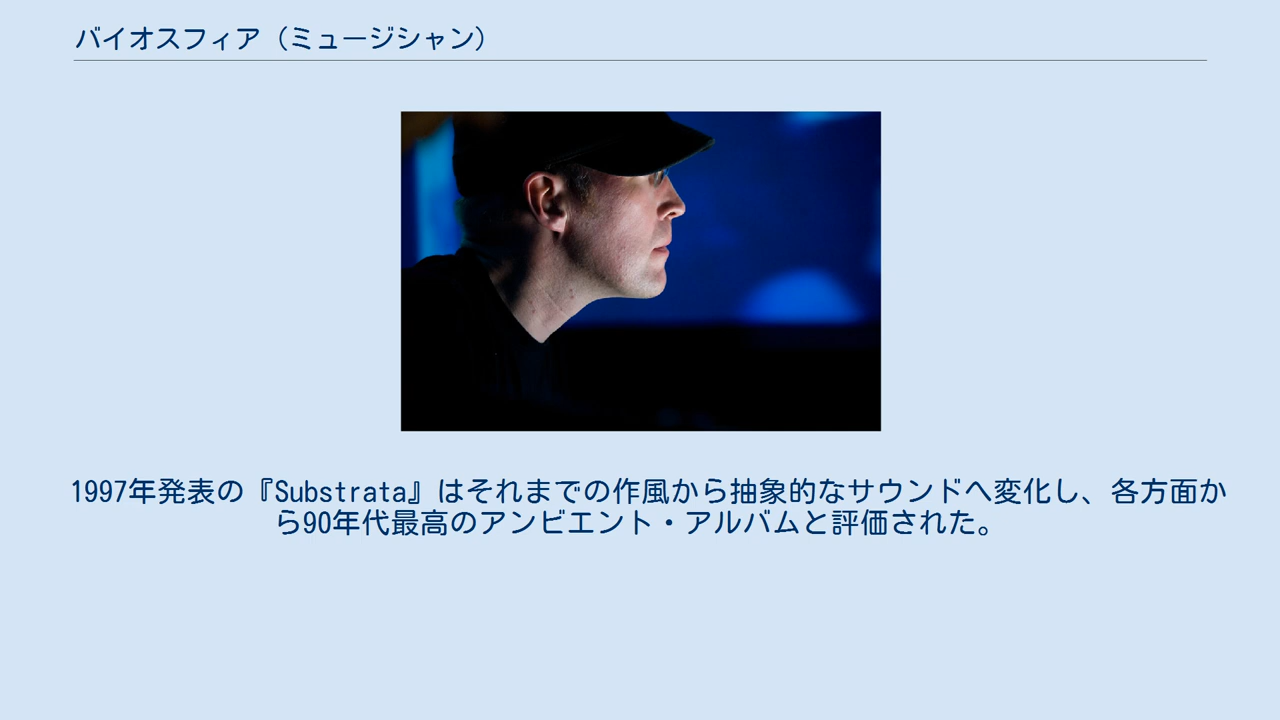 バイオスフィア（ミュージシャン）
1997年発表の『Substrata』はそれまでの作風から抽象的なサウンドへ変化し、各方面か
ら90年代最高のアンビエント・アルバムと評価された。